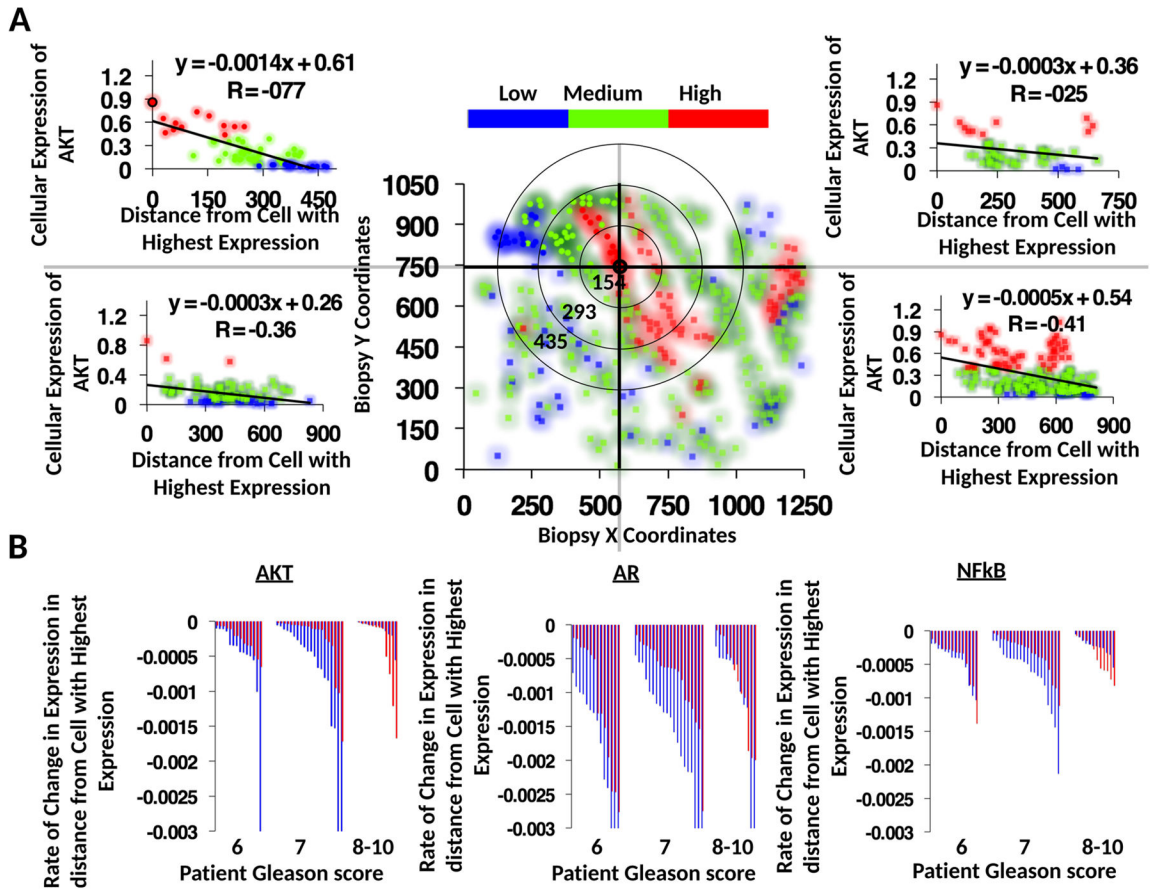 A
Cellular Expression of
AKT
y = -0.0014x + 0.61
R = -077
1.2
0.9
0.6
0.3
0
0 150 300 450
Distance from Cell with
Highest Expression
Low Medium High
Cellular Expression of
AKT
y = -0.0003x + 0.36
R = -025
1.2
0.9
0.6
0.3
0
0 250 500 750
Distance from Cell with
Highest Expression
Biopsy Y Coordinates
1050
900
750
600
450
300
150
0
154
293
435
0 250 500 750 1000 1250
Biopsy X Coordinates
Cellular Expression of
AKT
y = -0.0003x + 0.26
R = -0.36
1.2
0.8
0.4
0
0 300 600 900
Distance from Cell with
Highest Expression
Cellular Expression of
AKT
y = -0.0005x + 0.54
R = -0.41
1.2
0.9
0.6
0.3
0
0 300 600 900
Distance from Cell with
Highest Expression
B
Rate of Change in Expression in
distance from Cell with Highest
Expression
AKT
0
-0.0005
-0.001
-0.0015
-0.002
-0.0025
-0.003
6 7 8-10
Patient Gleason score
Rate of Change in Expression in
distance from Cell with Highest
Expression
AR
0
-0.0005
-0.001
-0.0015
-0.002
-0.0025
-0.003
6 7 8-10
Patient Gleason score
Rate of Change in Expression in
distance from Cell with Highest
Expression
NFkB
0
-0.0005
-0.001
-0.0015
-0.002
-0.0025
-0.003
6 7 8-10
Patient Gleason score